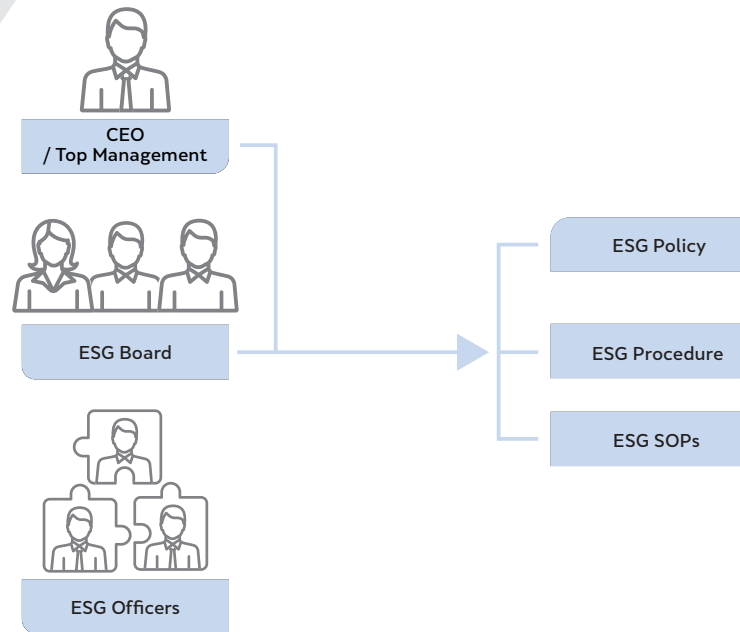 CEO
/ Top Management
ESG Board
ESG Officers
ESG Policy
ESG Procedure
ESG SOPs